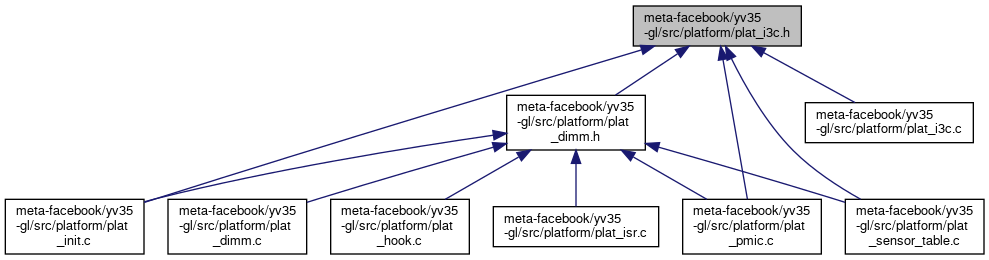 meta-facebook/yv35
-gl/src/platform/plat_i3c.h
meta-facebook/yv35
-gl/src/platform/plat
_dimm.h
meta-facebook/yv35
-gl/src/platform/plat_i3c.c
meta-facebook/yv35
-gl/src/platform/plat
_init.c
meta-facebook/yv35
-gl/src/platform/plat
_dimm.c
meta-facebook/yv35
-gl/src/platform/plat
_hook.c
meta-facebook/yv35
-gl/src/platform/plat_isr.c
meta-facebook/yv35
-gl/src/platform/plat
_pmic.c
meta-facebook/yv35
-gl/src/platform/plat
_sensor_table.c